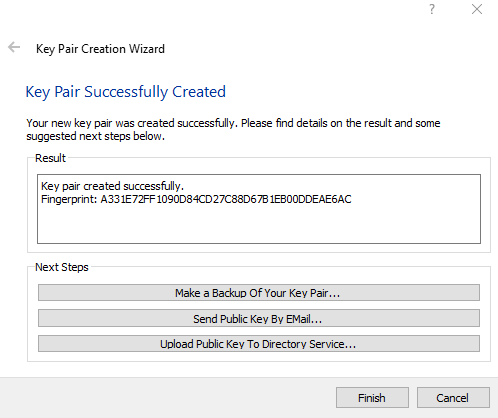 ?
Key Pair Creation Wizard
Key Pair Successfully Created
Your new key pair was created successfully. Please find details on the result and some
suggested next steps below.
Result
Key pair created successfully.
Fingerprint: A331E72FF1090D84CD27C88D67B1EB00DDEAE6AC
Next Steps
Make a Backup Of Your Key Pair...
Send Public Key By EMail...
Upload Public Key To Directory Service...
Finish
Cancel